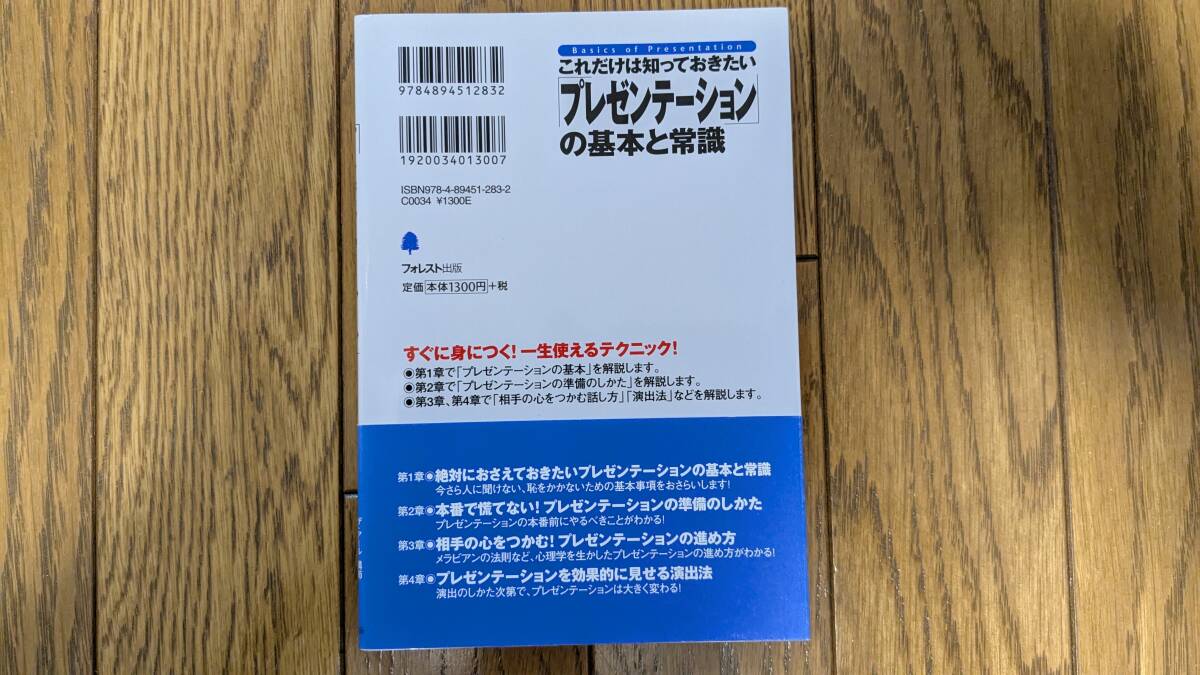 Basics of Presentation
これだけは知っておきたい
「プレゼンテーション」
の基本と常識
9784894512832
1920034013007
ISBN978-4-89451-283-2
C0034 ¥1300E
フォレスト出版
定価 本体1300円+税
すぐに身につく!一生使えるテクニック!
◉第1章で「プレゼンテーションの基本」を解説します。
◉第2章で「プレゼンテーションの準備のしかた」を解説します。
◉第3章、第4章で「相手の心をつかむ話し方」「演出法」などを解説します。
第1章◉絶対におさえておきたいプレゼンテーションの基本と常識
今さら人に聞けない、恥をかかないための基本事項をおさらいします!
第2章◉本番で慌てない!プレゼンテーションの準備のしかた
プレゼンテーションの本番前にやるべきことがわかる!
第3章◉相手の心をつかむ!プレゼンテーションの進め方
メラビアンの法則など、心理学を生かしたプレゼンテーションの進め方がわかる!
第4章◉プレゼンテーションを効果的に見せる演出法
演出のしかた次第で、プレゼンテーションは大きく変わる!